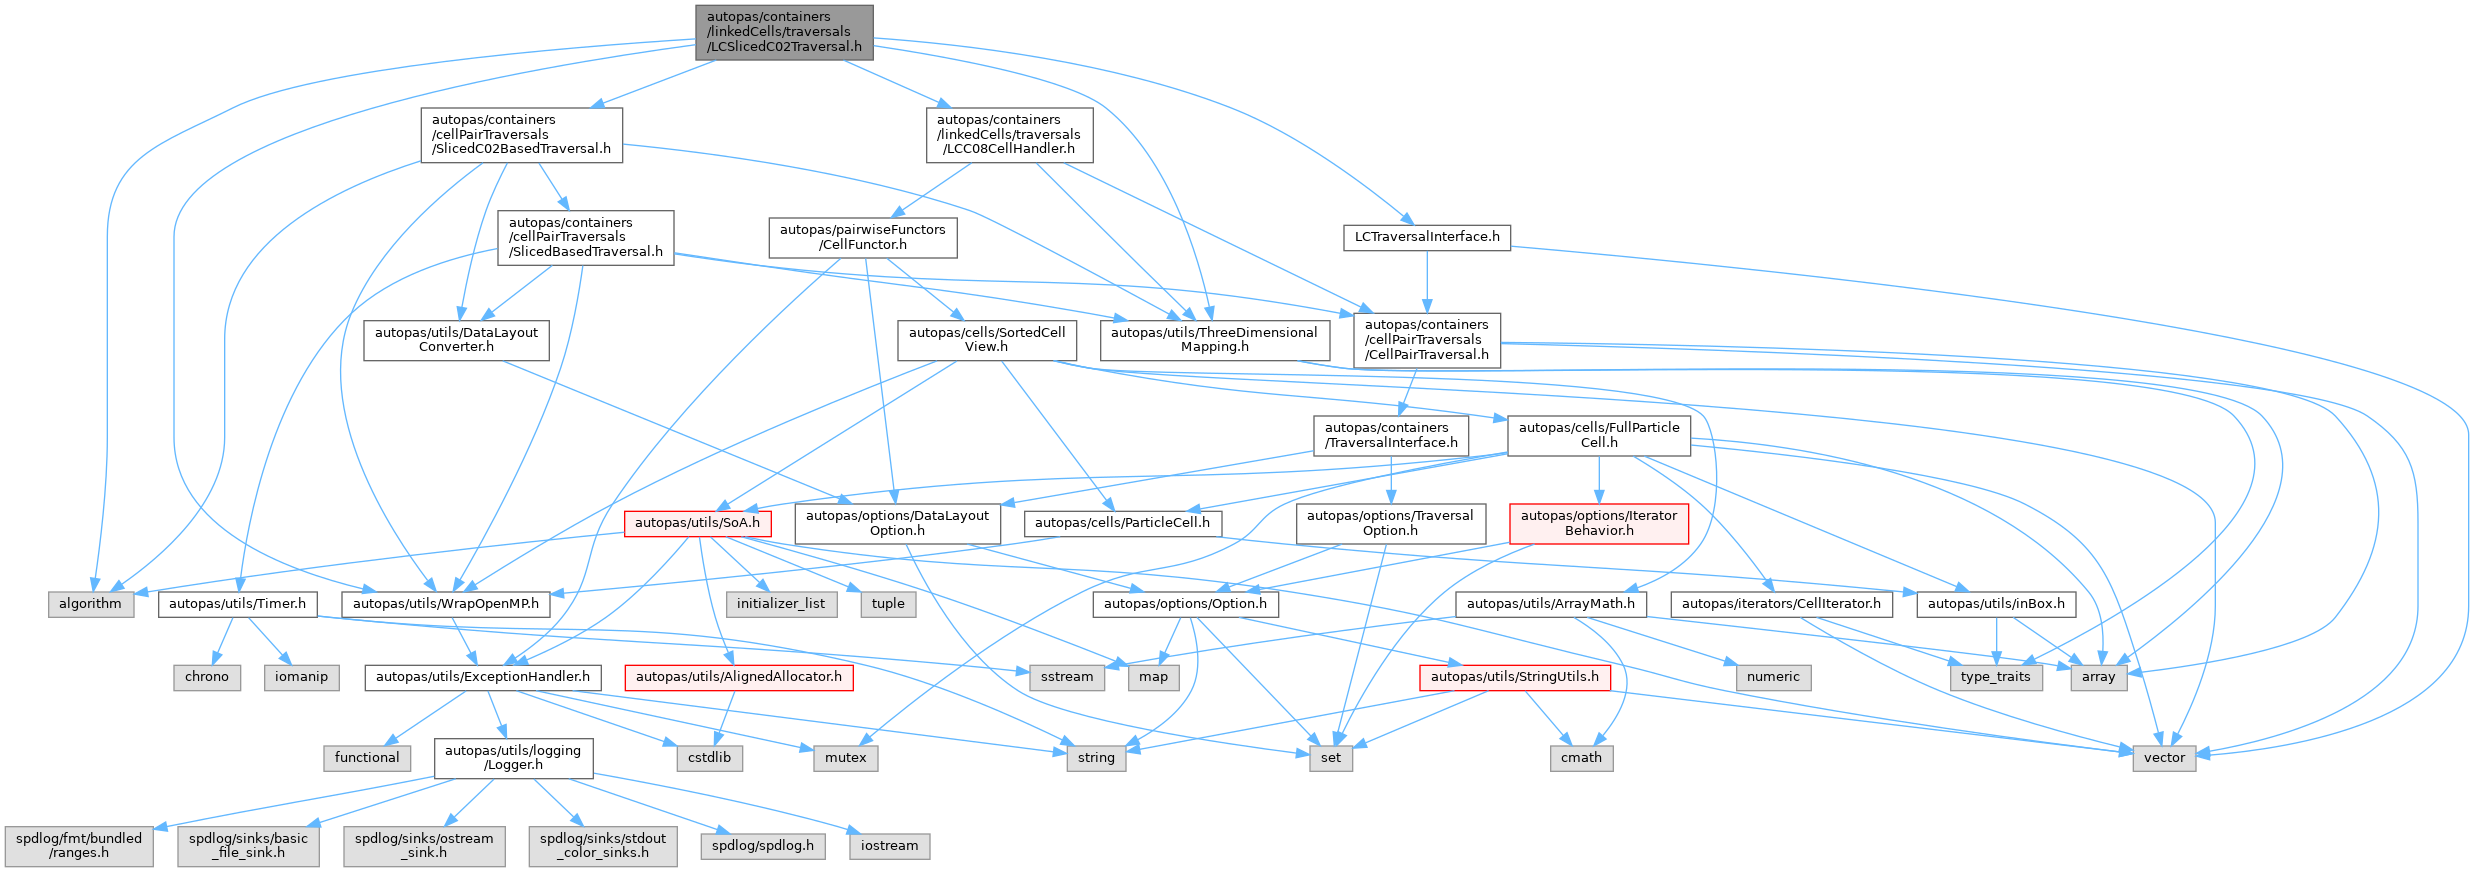 autopas/containers
/linkedCells/traversals
/LCSlicedC02Traversal.h
autopas/containers
/cellPairTraversals
/SlicedC02BasedTraversal.h
autopas/containers
/linkedCells/traversals
/LCC08CellHandler.h
autopas/containers
/cellPairTraversals
/SlicedBasedTraversal.h
autopas/pairwiseFunctors
/CellFunctor.h
LCTraversalInterface.h
autopas/utils/DataLayout
Converter.h
autopas/cells/SortedCell
View.h
autopas/utils/ThreeDimensional
Mapping.h
autopas/containers
/cellPairTraversals
/CellPairTraversal.h
autopas/containers
/TraversalInterface.h
autopas/cells/FullParticle
Cell.h
autopas/utils/SoA.h
autopas/options/DataLayout
Option.h
autopas/cells/ParticleCell.h
autopas/options/Traversal
Option.h
autopas/options/Iterator
Behavior.h
algorithm
autopas/utils/Timer.h
autopas/utils/WrapOpenMP.h
initializer_list
tuple
autopas/options/Option.h
autopas/utils/ArrayMath.h
autopas/iterators/CellIterator.h
autopas/utils/inBox.h
chrono
iomanip
autopas/utils/ExceptionHandler.h
autopas/utils/AlignedAllocator.h
sstream
map
autopas/utils/StringUtils.h
numeric
type_traits
array
functional
autopas/utils/logging
/Logger.h
cstdlib
mutex
string
set
cmath
vector
spdlog/fmt/bundled
/ranges.h
spdlog/sinks/basic
_file_sink.h
spdlog/sinks/ostream
_sink.h
spdlog/sinks/stdout
_color_sinks.h
spdlog/spdlog.h
iostream